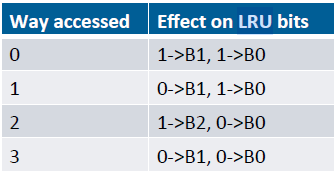 Way accessed Effect on LRU bits
0 1->B1, 1->B0
1 0->B1, 1->B0
2 1->B2, 0->B0
3 0->B1, 0->B0